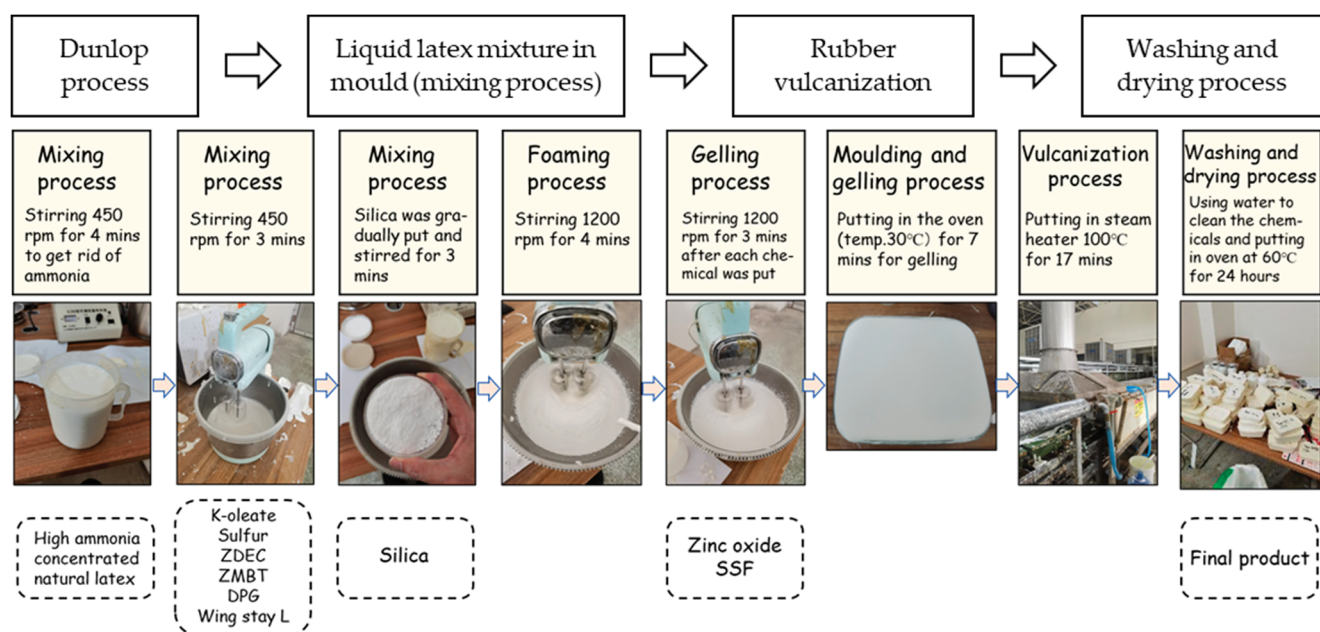 Dunlop
process
Liquid latex mixture in
mould (mixing process)
Rubber
vulcanization
Washing and
drying process
Mixing
process
Stirring 450
rpm for 4 mins
to get rid of
ammonia
Mixing
process
Stirring 450
rpm for 3 mins
Mixing
process
Silica was gra-
dually put and
stirred for 3
mins
Foaming
process
Stirring 1200
rpm for 4 mins
Gelling
process
Stirring 1200
rpm for 3 mins
after each che-
mical was put
Moulding and
gelling process
Putting in the oven
(temp.30℃) for 7
mins for gelling
Vulcanization
process
Putting in steam
heater 100℃
for 17 mins
Washing and
drying process
Using water to
clean the chem-
icals and putting
in oven at 60℃
for 24 hours
High ammonia
concentrated
natural latex
K-oleate
Sulfur
ZDEC
ZMBT
DPG
Wing stay L
Silica
Zinc oxide
SSF
Final product